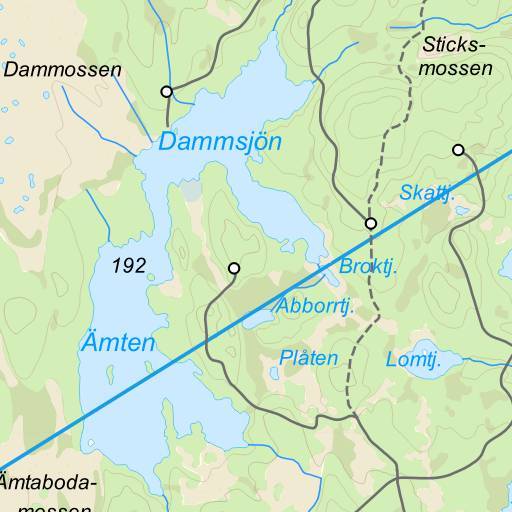 Sticks-
mossen
Dammossen
Dammsjön
Skattj.
192
Broktj.
Abborrtj.
Ämten
Plåten
Lomtj.
Ämtaboda-
mossen